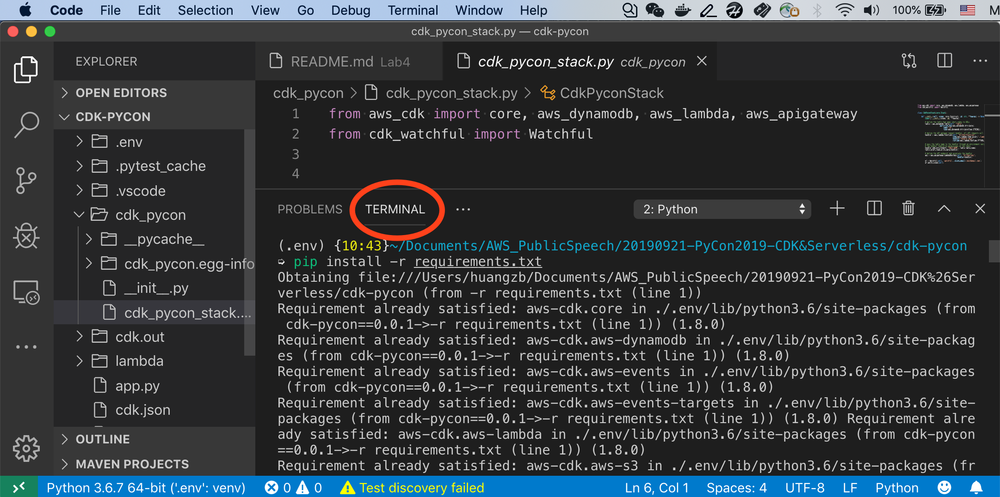 Code File Edit Selection View Go Debug Terminal Window Help 100% M
cdk_pycon_stack.py — cdk-pycon
EXPLORER
OPEN EDITORS
CDK-PYCON
.env
.pytest_cache
.vscode
cdk_pycon
__pycache__
cdk_pycon.egg-info
__init__.py
cdk_pycon_stack....
cdk.out
lambda
app.py
cdk.json
OUTLINE
MAVEN PROJECTS
README.md Lab4
cdk_pycon_stack.py cdk_pycon
cdk_pycon > cdk_pycon_stack.py > CdkPyconStack
1 from aws_cdk import core, aws_dynamodb, aws_lambda, aws_apigateway
2 from cdk_watchful import Watchful
3
4
PROBLEMS TERMINAL ... 2: Python
(.env) {10:43}~/Documents/AWS_PublicSpeech/20190921-PyCon2019-CDK&Serverless/cdk-pycon
➯ pip install -r requirements.txt
Obtaining file:///Users/huangzb/Documents/AWS_PublicSpeech/20190921-PyCon2019-CDK%26Ser
verless/cdk-pycon (from -r requirements.txt (line 1))
Requirement already satisfied: aws-cdk.core in ./.env/lib/python3.6/site-packages (from
cdk-pycon==0.0.1->-r requirements.txt (line 1)) (1.8.0)
Requirement already satisfied: aws-cdk.aws-dynamodb in ./.env/lib/python3.6/site-packag
es (from cdk-pycon==0.0.1->-r requirements.txt (line 1)) (1.8.0)
Requirement already satisfied: aws-cdk.aws-events in ./.env/lib/python3.6/site-packages
(from cdk-pycon==0.0.1->-r requirements.txt (line 1)) (1.8.0)
Requirement already satisfied: aws-cdk.aws-events-targets in ./.env/lib/python3.6/site-
packages (from cdk-pycon==0.0.1->-r requirements.txt (line 1)) (1.8.0) Requirement alre
ady satisfied: aws-cdk.aws-lambda in ./.env/lib/python3.6/site-packages (from cdk-pycon
==0.0.1->-r requirements.txt (line 1)) (1.8.0)
Requirement already satisfied: aws-cdk.aws-s3 in ./.env/lib/python3.6/site-packages (fr
Python 3.6.7 64-bit ('.env': venv) 0 0 Test discovery failed Ln 6, Col 1 Spaces: 4 UTF-8 LF Python